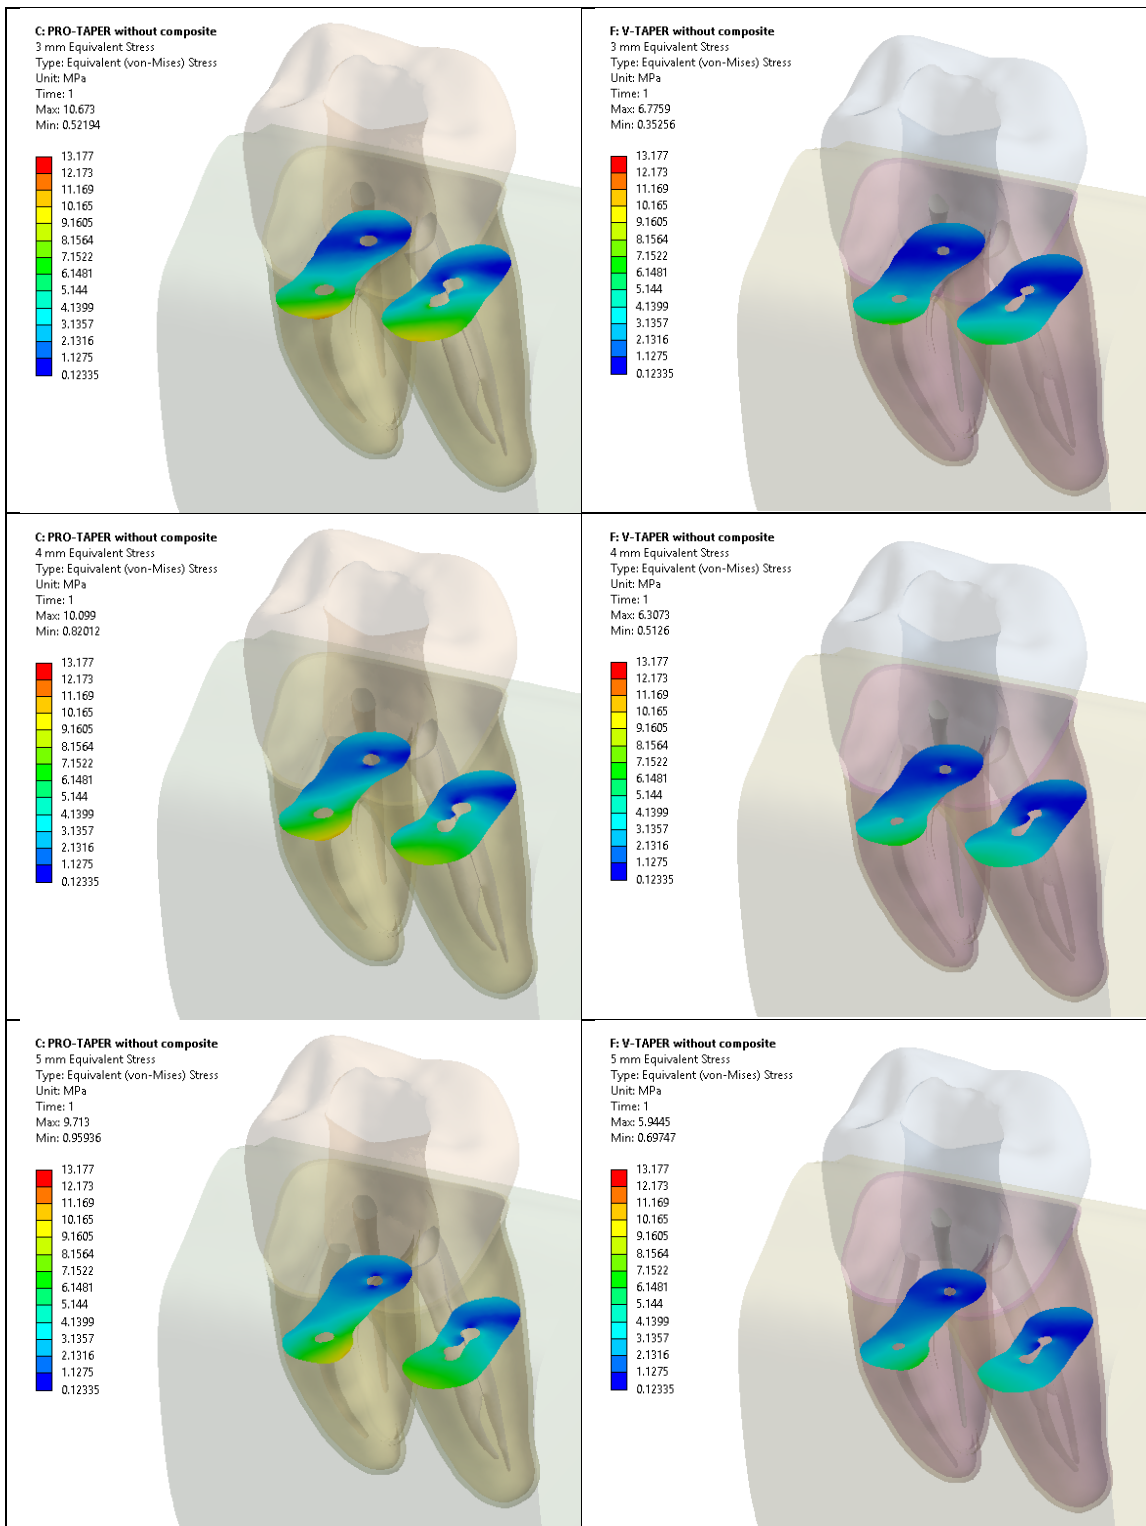 C: PRO-TAPER without composite
3 mm Equivalent Stress
Type: Equivalent (von-Mises) Stress
Unit: MPa
Time: 1
Max: 10.673
Min: 0.52194
13.177
12.173
11.169
10.165
9.1605
8.1564
7.1522
6.1481
5.144
4.1399
3.1357
2.1316
1.1275
0.12335
F: V-TAPER without composite
3 mm Equivalent Stress
Type: Equivalent (von-Mises) Stress
Unit: MPa
Time: 1
Max: 6.7759
Min: 0.35256
13.177
12.173
11.169
10.165
9.1605
8.1564
7.1522
6.1481
5.144
4.1399
3.1357
2.1316
1.1275
0.12335
C: PRO-TAPER without composite
4 mm Equivalent Stress
Type: Equivalent (von-Mises) Stress
Unit: MPa
Time: 1
Max: 10.099
Min: 0.82012
13.177
12.173
11.169
10.165
9.1605
8.1564
7.1522
6.1481
5.144
4.1399
3.1357
2.1316
1.1275
0.12335
F: V-TAPER without composite
4 mm Equivalent Stress
Type: Equivalent (von-Mises) Stress
Unit: MPa
Time: 1
Max: 6.3073
Min: 0.5126
13.177
12.173
11.169
10.165
9.1605
8.1564
7.1522
6.1481
5.144
4.1399
3.1357
2.1316
1.1275
0.12335
C: PRO-TAPER without composite
5 mm Equivalent Stress
Type: Equivalent (von-Mises) Stress
Unit: MPa
Time: 1
Max: 9.713
Min: 0.95936
13.177
12.173
11.169
10.165
9.1605
8.1564
7.1522
6.1481
5.144
4.1399
3.1357
2.1316
1.1275
0.12335
F: V-TAPER without composite
5 mm Equivalent Stress
Type: Equivalent (von-Mises) Stress
Unit: MPa
Time: 1
Max: 5.9445
Min: 0.69747
13.177
12.173
11.169
10.165
9.1605
8.1564
7.1522
6.1481
5.144
4.1399
3.1357
2.1316
1.1275
0.12335